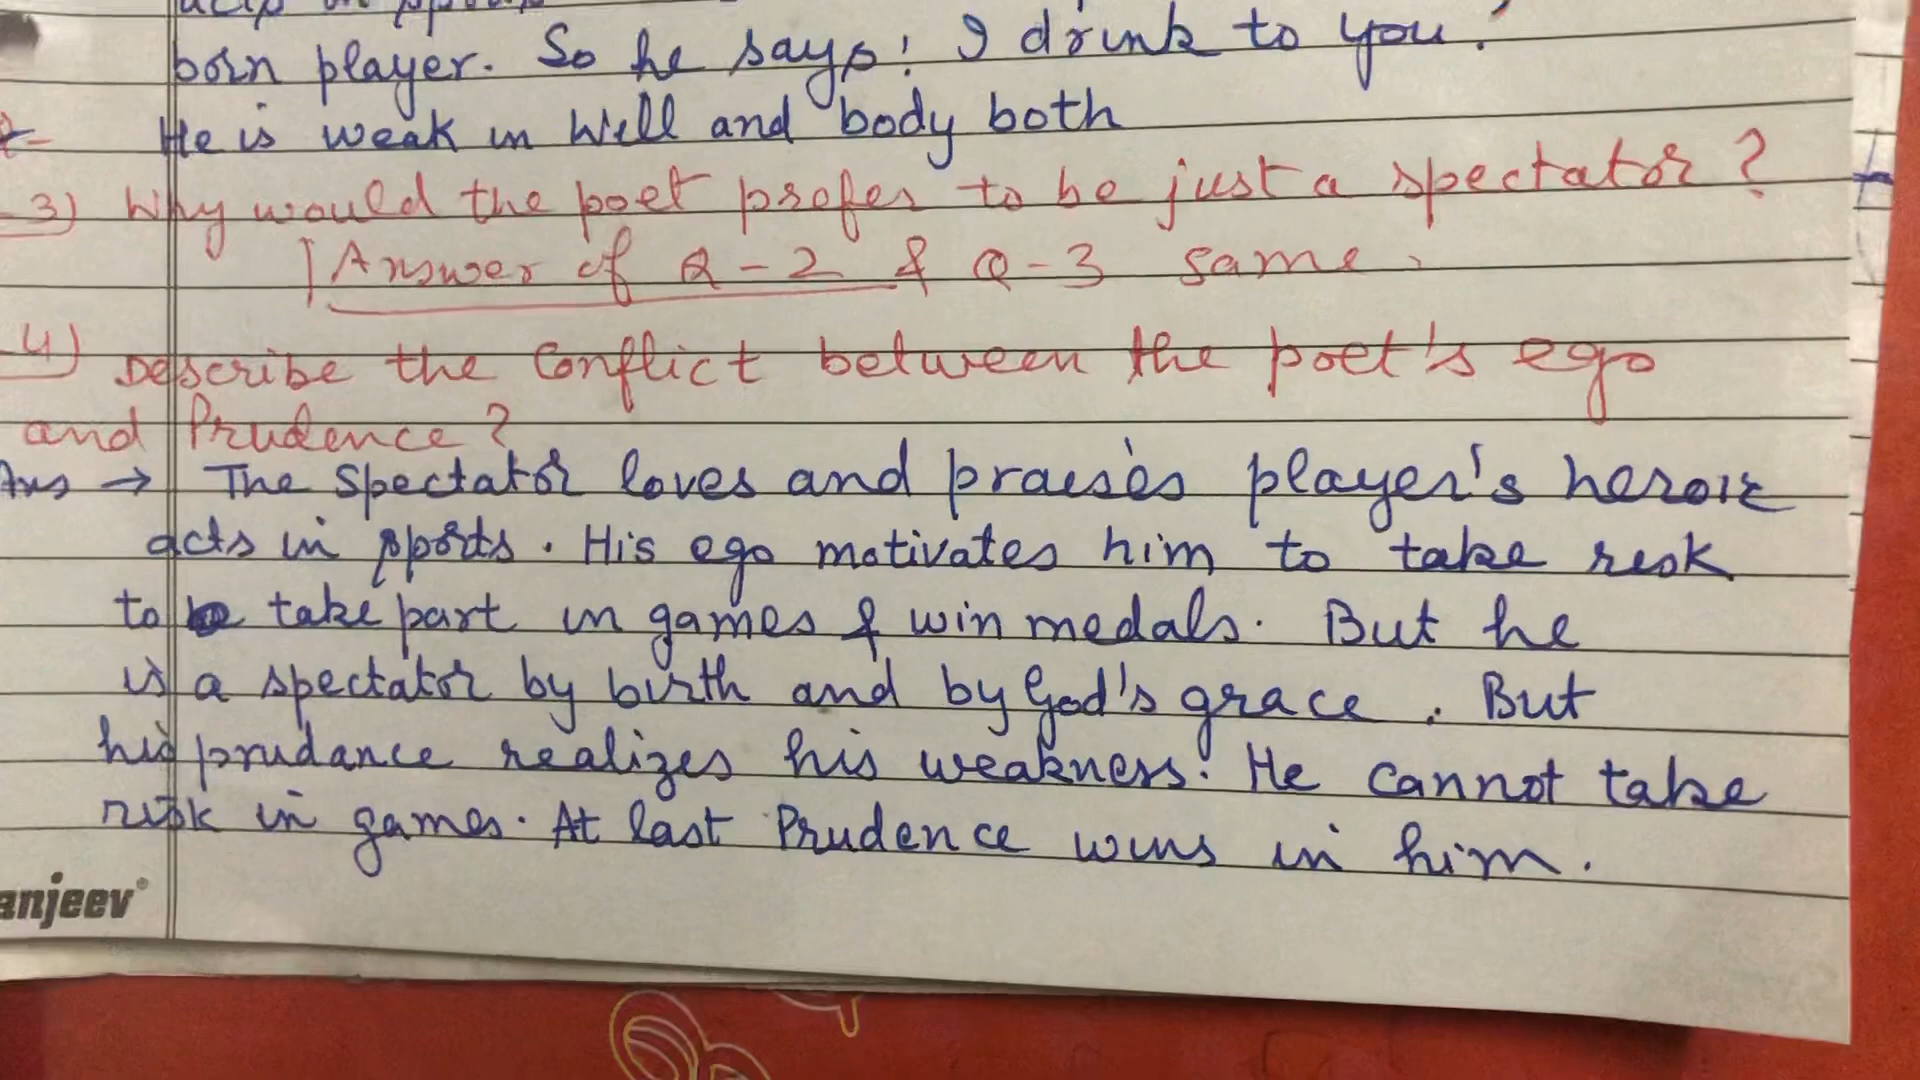 born player. So he says! I drink to you.
He is weak in Will and body both
3) Why would the poet prefer to be just a spectator?
Answer of Q-2 & Q-3 same.
4) Describe the Conflict between the poet's ego
and Prudence?
Ans → The Spectator loves and praises player's heroic
acts in sports. His ego motivates him to take risk
to take part in games & win medals. But he
is a spectator by birth and by God's grace. But
his prudance realizes his weakness. He cannot take
risk in games. At last Prudence wins in him.
anjeev